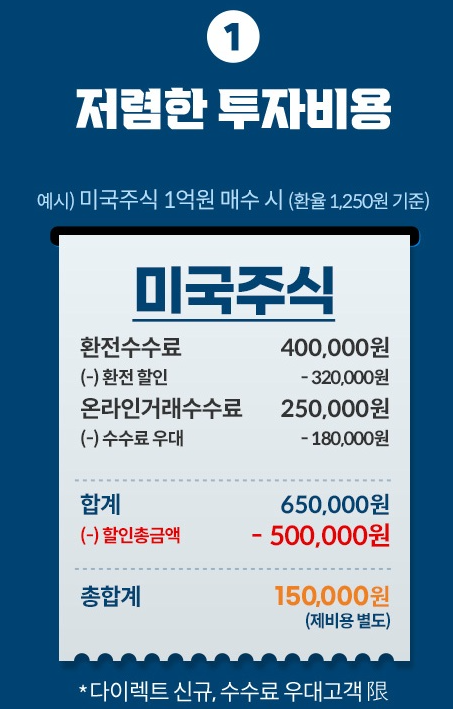 1
저렴한 투자비용
예시) 미국주식 1억원 매수 시 (환율 1,250원 기준)
미국주식
환전수수료 400,000원
(-) 환전 할인 - 320,000원
온라인거래수수료 250,000원
(-) 수수료 우대 - 180,000원
합계 650,000원
(-) 할인총금액 - 500,000원
총합계 150,000원
(제비용 별도)
*다이렉트 신규, 수수료 우대고객 限